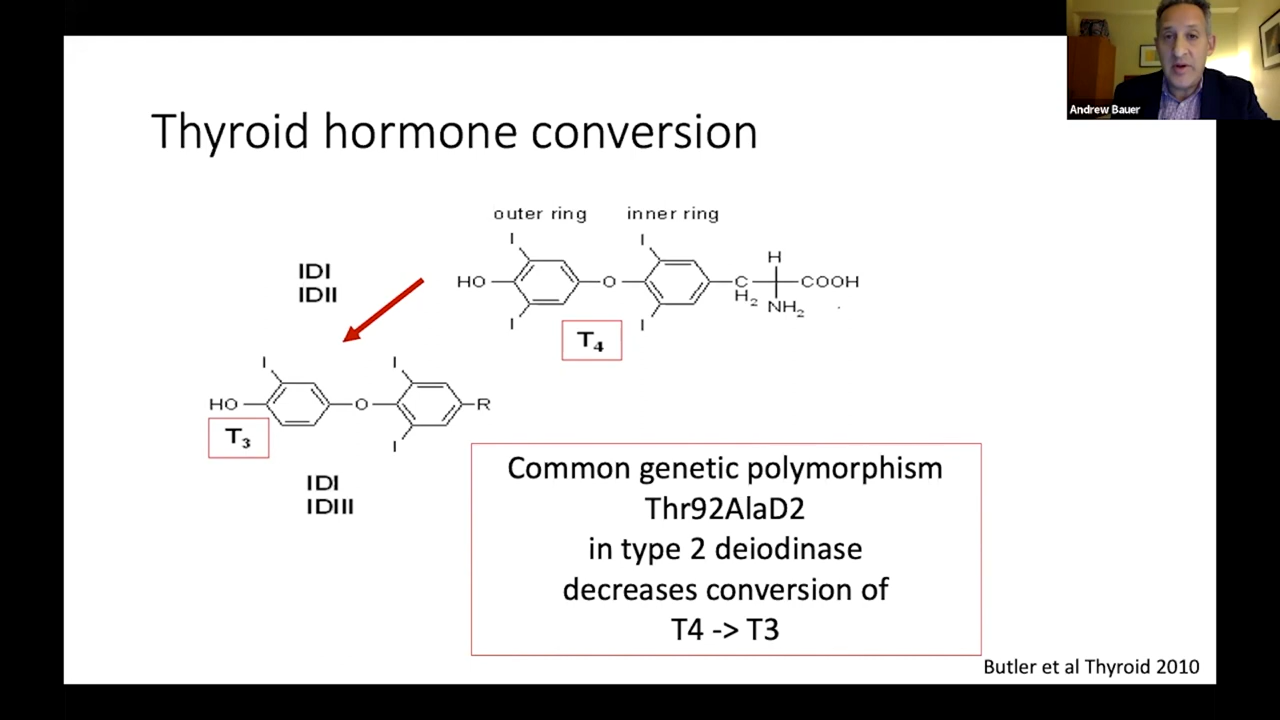 Andrew Bauer
Thyroid hormone conversion
outer ring inner ring
IDI
IDII
I I H
HO O C COOH
H2 NH2
I I
T4
I I
HO O R
T3
I
IDI
IDIII
Common genetic polymorphism
Thr92AlaD2
in type 2 deiodinase
decreases conversion of
T4 -> T3
Butler et al Thyroid 2010